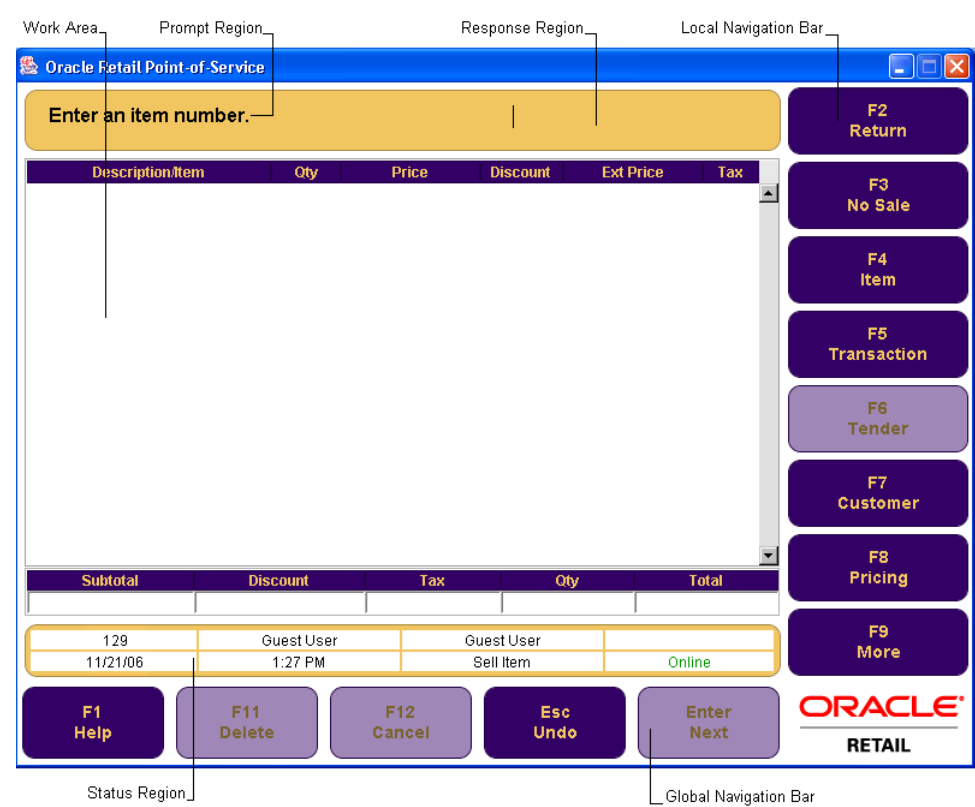 Work Area
Prompt Region
Response Region
Local Navigation Bar
Oracle Retail Point-of-Service
Enter an item number.
F2
Return
Description/Item Qty Price Discount Ext Price Tax
F3
No Sale
F4
Item
F5
Transaction
F6
Tender
F7
Customer
F8
Pricing
Subtotal Discount Tax Qty Total
F9
More
129 Guest User Guest User
11/21/06 1:27 PM Sell Item Online
F1
Help
F11
Delete
F12
Cancel
Esc
Undo
Enter
Next
ORACLE
RETAIL
Status Region
Global Navigation Bar